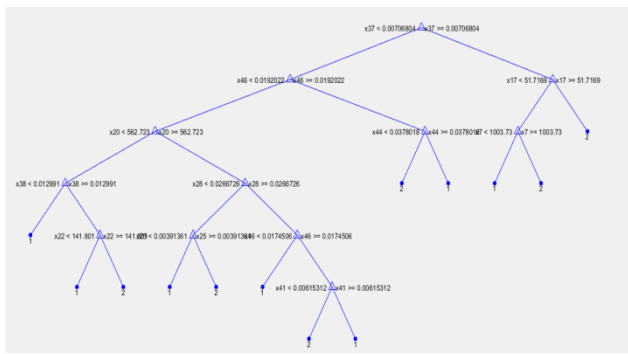 x37 < 0.00706804 x37 >= 0.00706804
x46 < 0.0192022 x46 >= 0.0192022 x17 < 51.7169 x17 >= 51.7169
x20 < 562.723 x20 >= 562.723 x44 < 0.0378018 x44 >= 0.0378018 x7 < 1003.73 x7 >= 1003.73 2
x38 < 0.012991 x38 >= 0.012991 x28 < 0.0266726 x28 >= 0.0266726 2 1 1 2
1 x22 < 141.801 x22 >= 141.801 x25 < 0.00391361 x25 >= 0.00391361 x46 < 0.0174506 x46 >= 0.0174506
1 2 1 2 1 x41 < 0.00615312 x41 >= 0.00615312
2 1